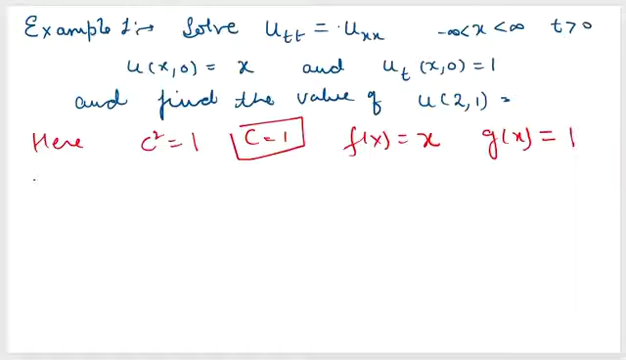 Example 1:→ Solve u_tt = u_xx -∞<x<∞ t>0
u(x,0) = x and u_t(x,0) = 1
and find the value of u(2,1) =
Here c² = 1 C = 1 f(x) = x g(x) = 1